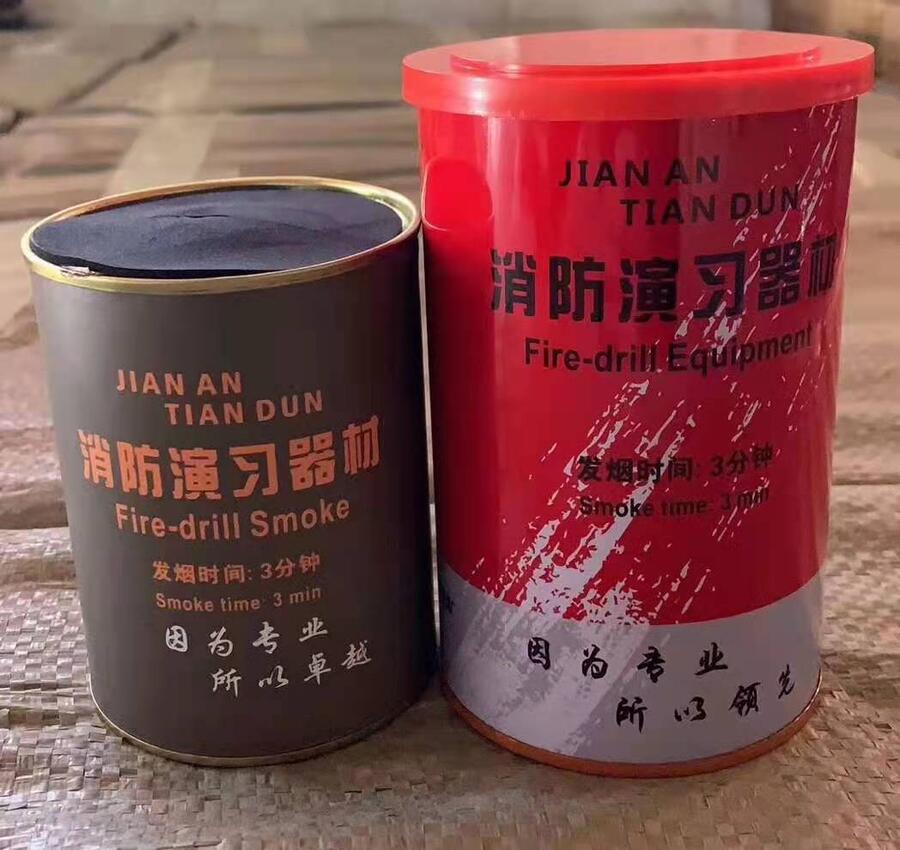 JIAN AN
TIAN DUN
消防演习器材
Fire-drill Smoke
发烟时间: 3分钟
Smoke time: 3 min
因为专业
所以卓越
JIAN AN
TIAN DUN
消防演习器材
Fire-drill Equipment
发烟时间: 3分钟
Smoke time: 3 min
因为专业
所以领先